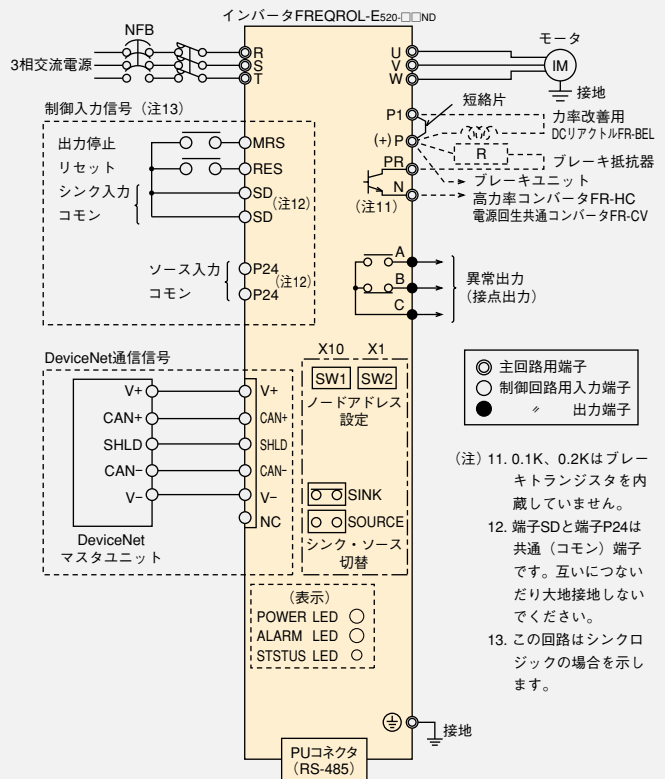 インバータFREQROL-E520-□□ND
NFB
3相交流電源
R
S
T
U
V
W
モータ
IM
接地
制御入力信号（注13）
出力停止
リセット
シンク入力
コモン
MRS
RES
SD
SD
（注12）
ソース入力
コモン
P24
P24
（注12）
P1
(+)P
PR
N
（注11）
短絡片
力率改善用
DCリアクトルFR-BEL
R
ブレーキ抵抗器
ブレーキユニット
高力率コンバータFR-HC
電源回生共通コンバータFR-CV
A
B
C
異常出力
（接点出力）
DeviceNet通信信号
V+
CAN+
SHLD
CAN−
V−
DeviceNet
マスタユニット
V+
CAN+
SHLD
CAN−
V−
NC
X10 X1
SW1 SW2
ノードアドレス
設定
SINK
SOURCE
シンク・ソース
切替
（表示）
POWER LED
ALARM LED
STSTUS LED
◎ 主回路用端子
○ 制御回路用入力端子
● 〃 出力端子
（注）11. 0.1K、0.2Kはブレー
キトランジスタを内
蔵していません。
12. 端子SDと端子P24は
共通（コモン）端子
です。互いにつない
だり大地接地しない
でください。
13. この回路はシンクロ
ジックの場合を示し
ます。
接地
PUコネクタ
（RS-485）